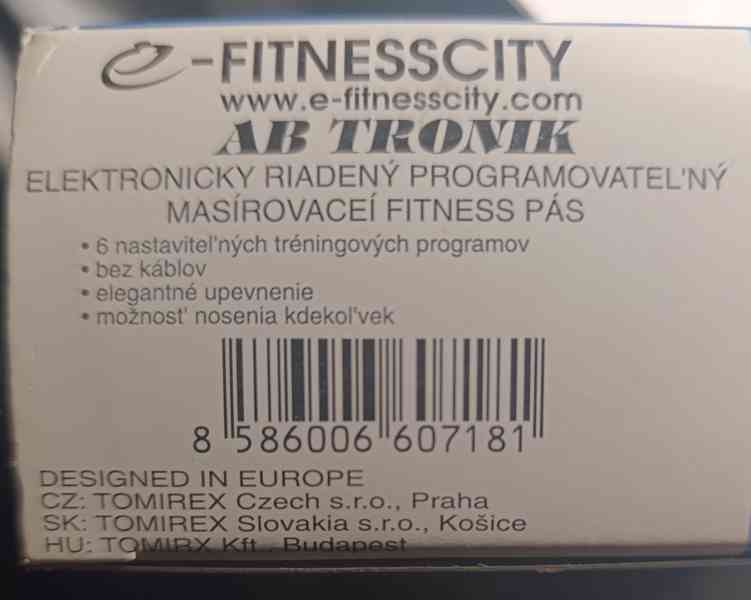 e-FITNESSCITY
www.e-fitnesscity.com
AB TRONIK
ELEKTRONICKY RIADENÝ PROGRAMOVATEL'NÝ
MASÍROVACEÍ FITNESS PÁS
• 6 nastavitel'ných tréningových programov
• bez káblov
• elegantné upevnenie
• možnost' nosenia kdekol'vek
8 586006 607181
DESIGNED IN EUROPE
CZ: TOMIREX Czech s.r.o., Praha
SK: TOMIREX Slovakia s.r.o., Košice
HU: TOMIRX Kft., Budapest